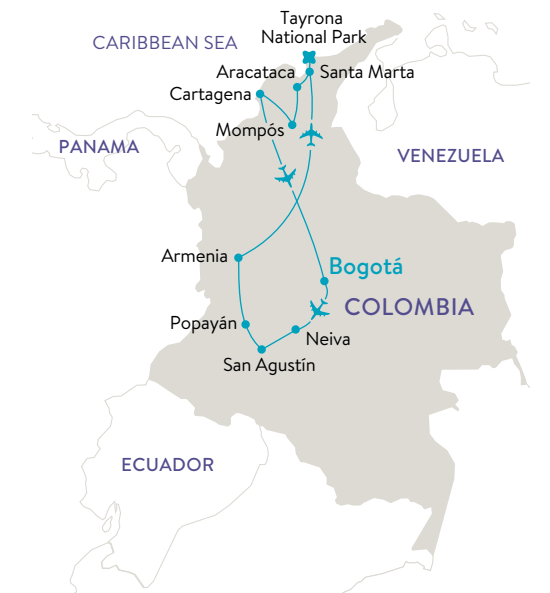 Tayrona
National Park
CARIBBEAN SEA
Aracataca
Santa Marta
Cartagena
Mompós
PANAMA
VENEZUELA
Armenia
Bogotá
COLOMBIA
Popayán
Neiva
San Agustín
ECUADOR